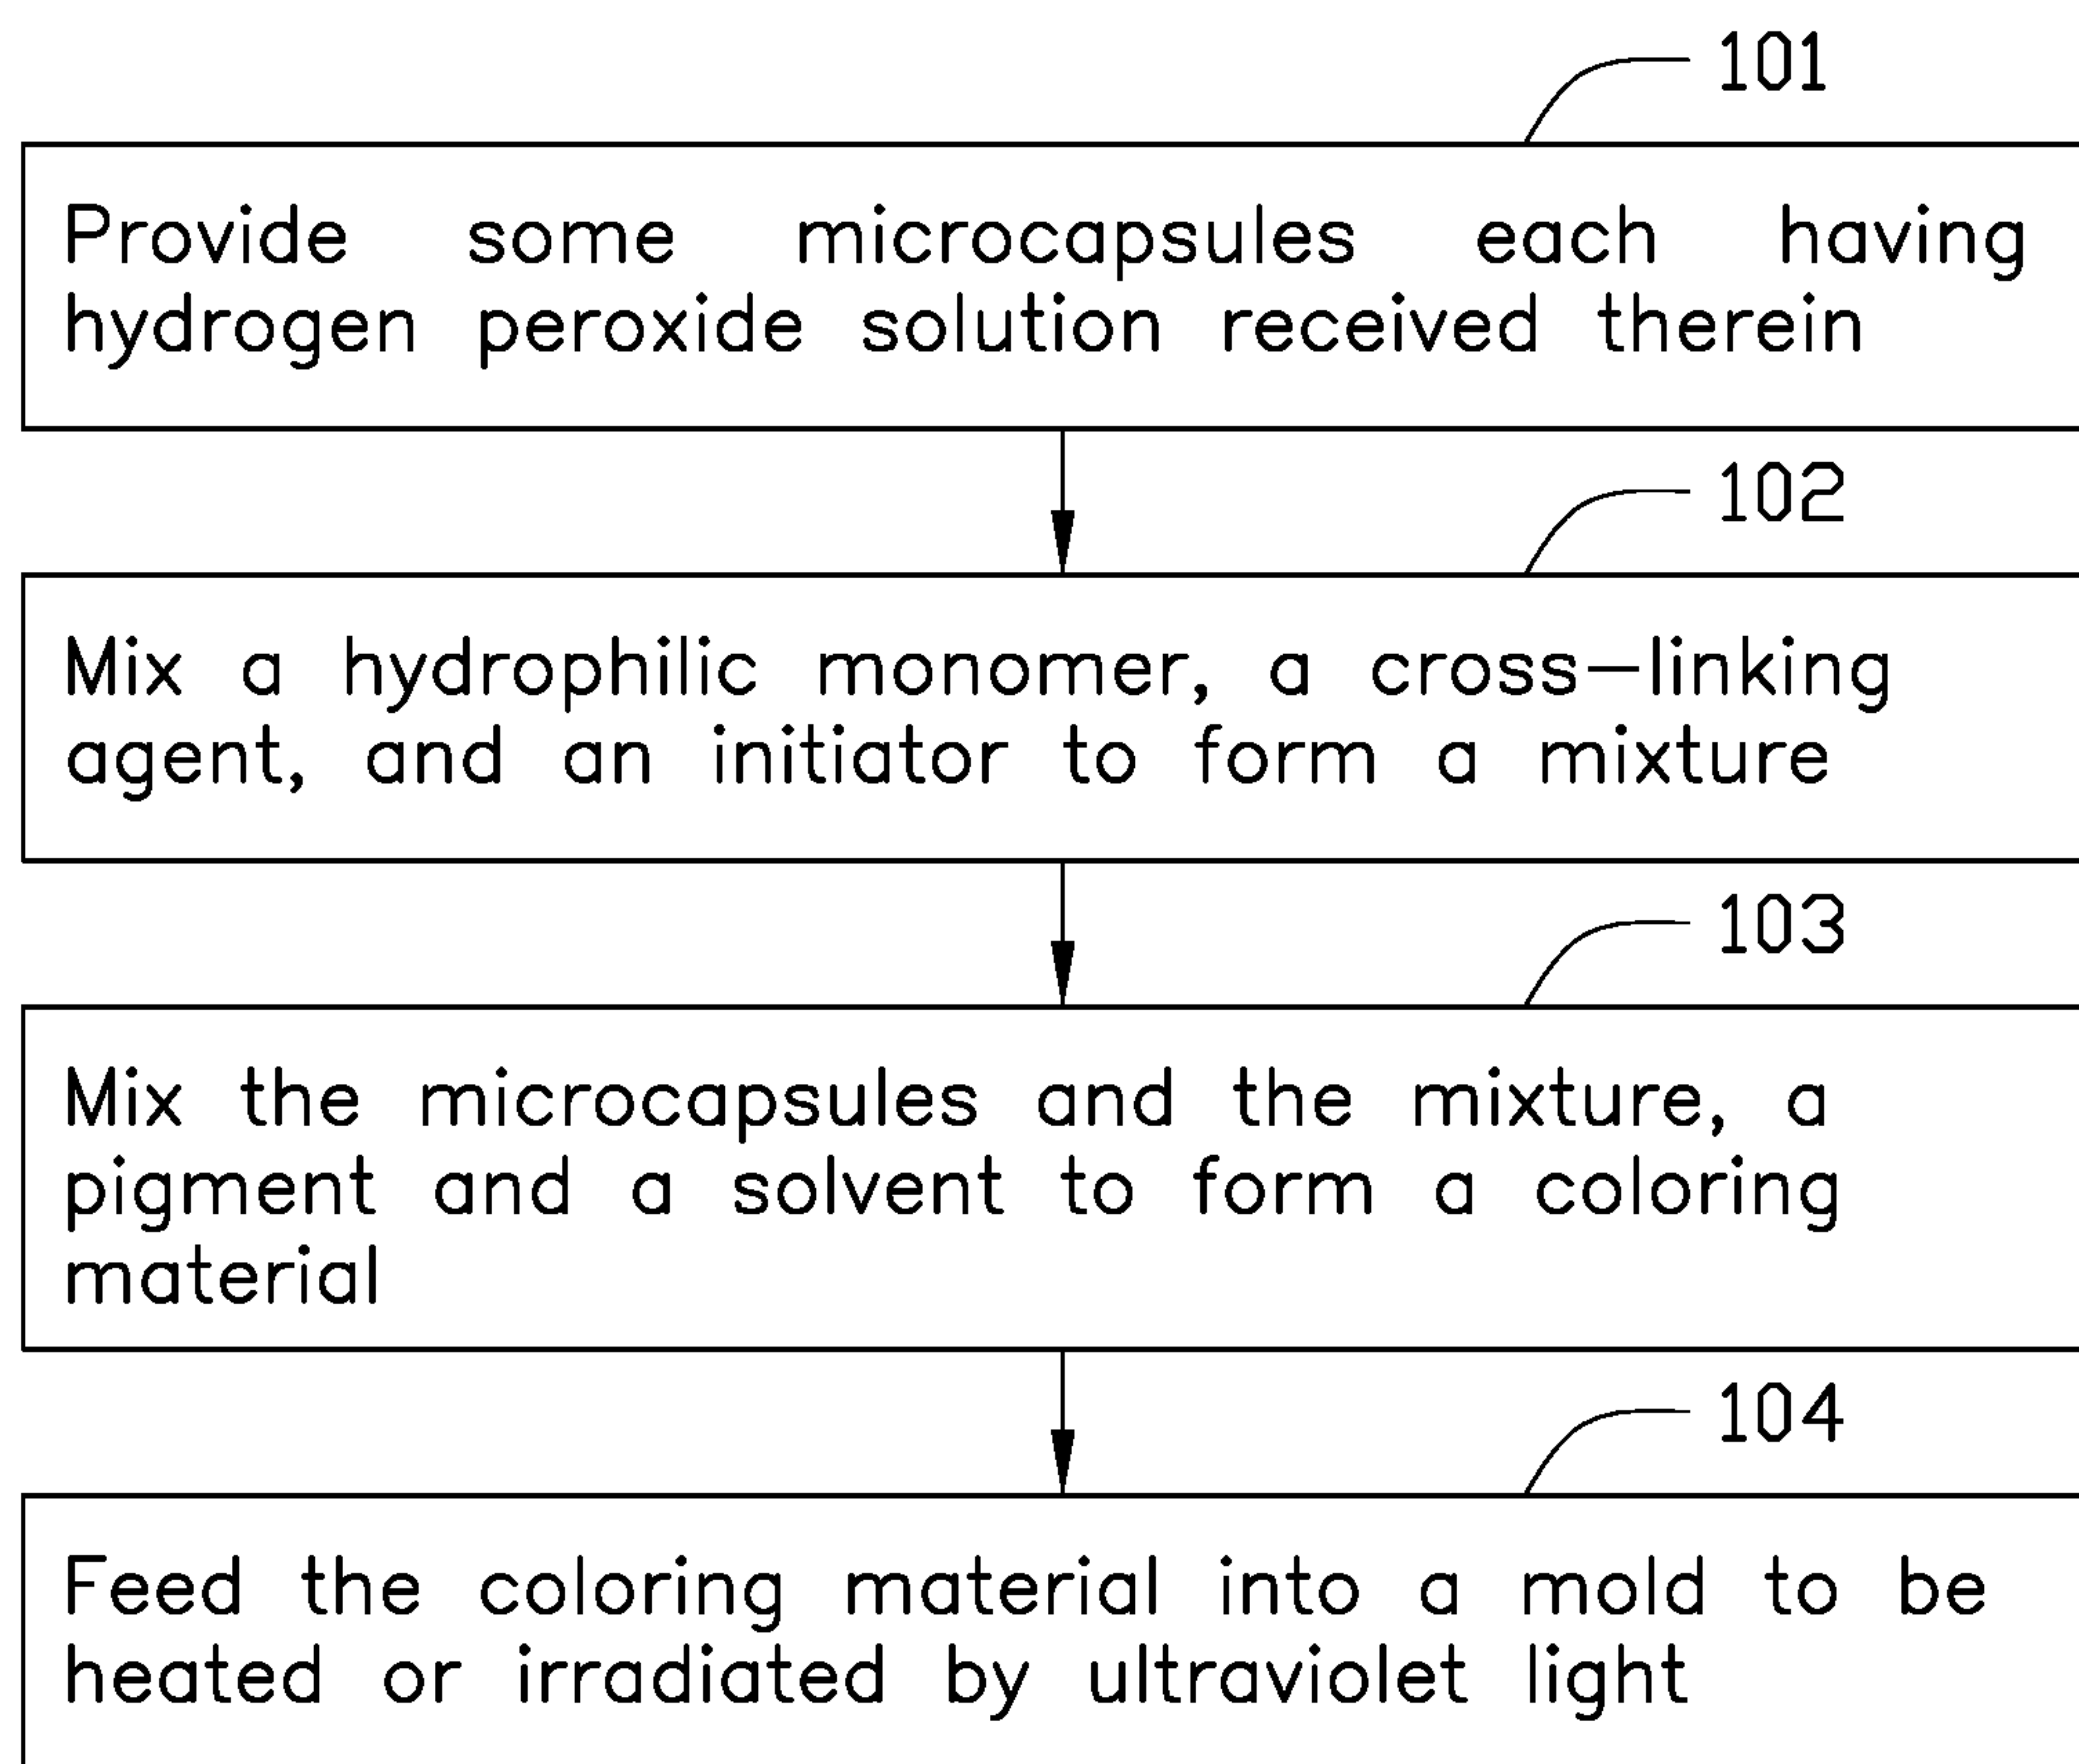 101
Provide some microcapsules each having
hydrogen peroxide solution received therein
102
Mix a hydrophilic monomer, a cross-linking
agent, and an initiator to form a mixture
103
Mix the microcapsules and the mixture, a
pigment and a solvent to form a coloring
material
104
Feed the coloring material into a mold to be
heated or irradiated by ultraviolet light